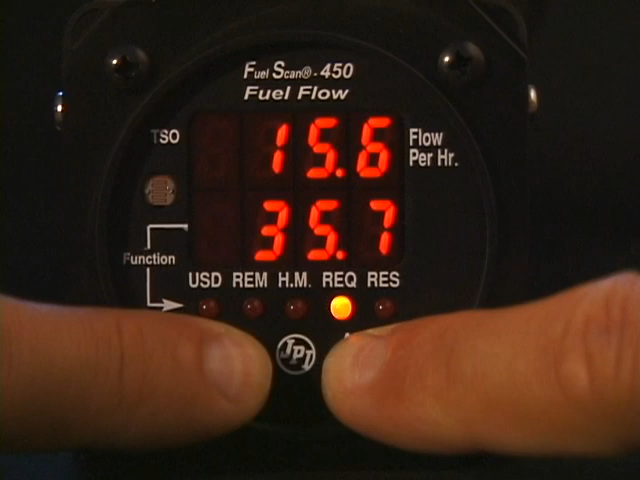 Fuel Scan®-450
Fuel Flow
TSO
15.6
Flow
Per Hr.
35.7
Function
USD REM H.M. REQ RES
JPI